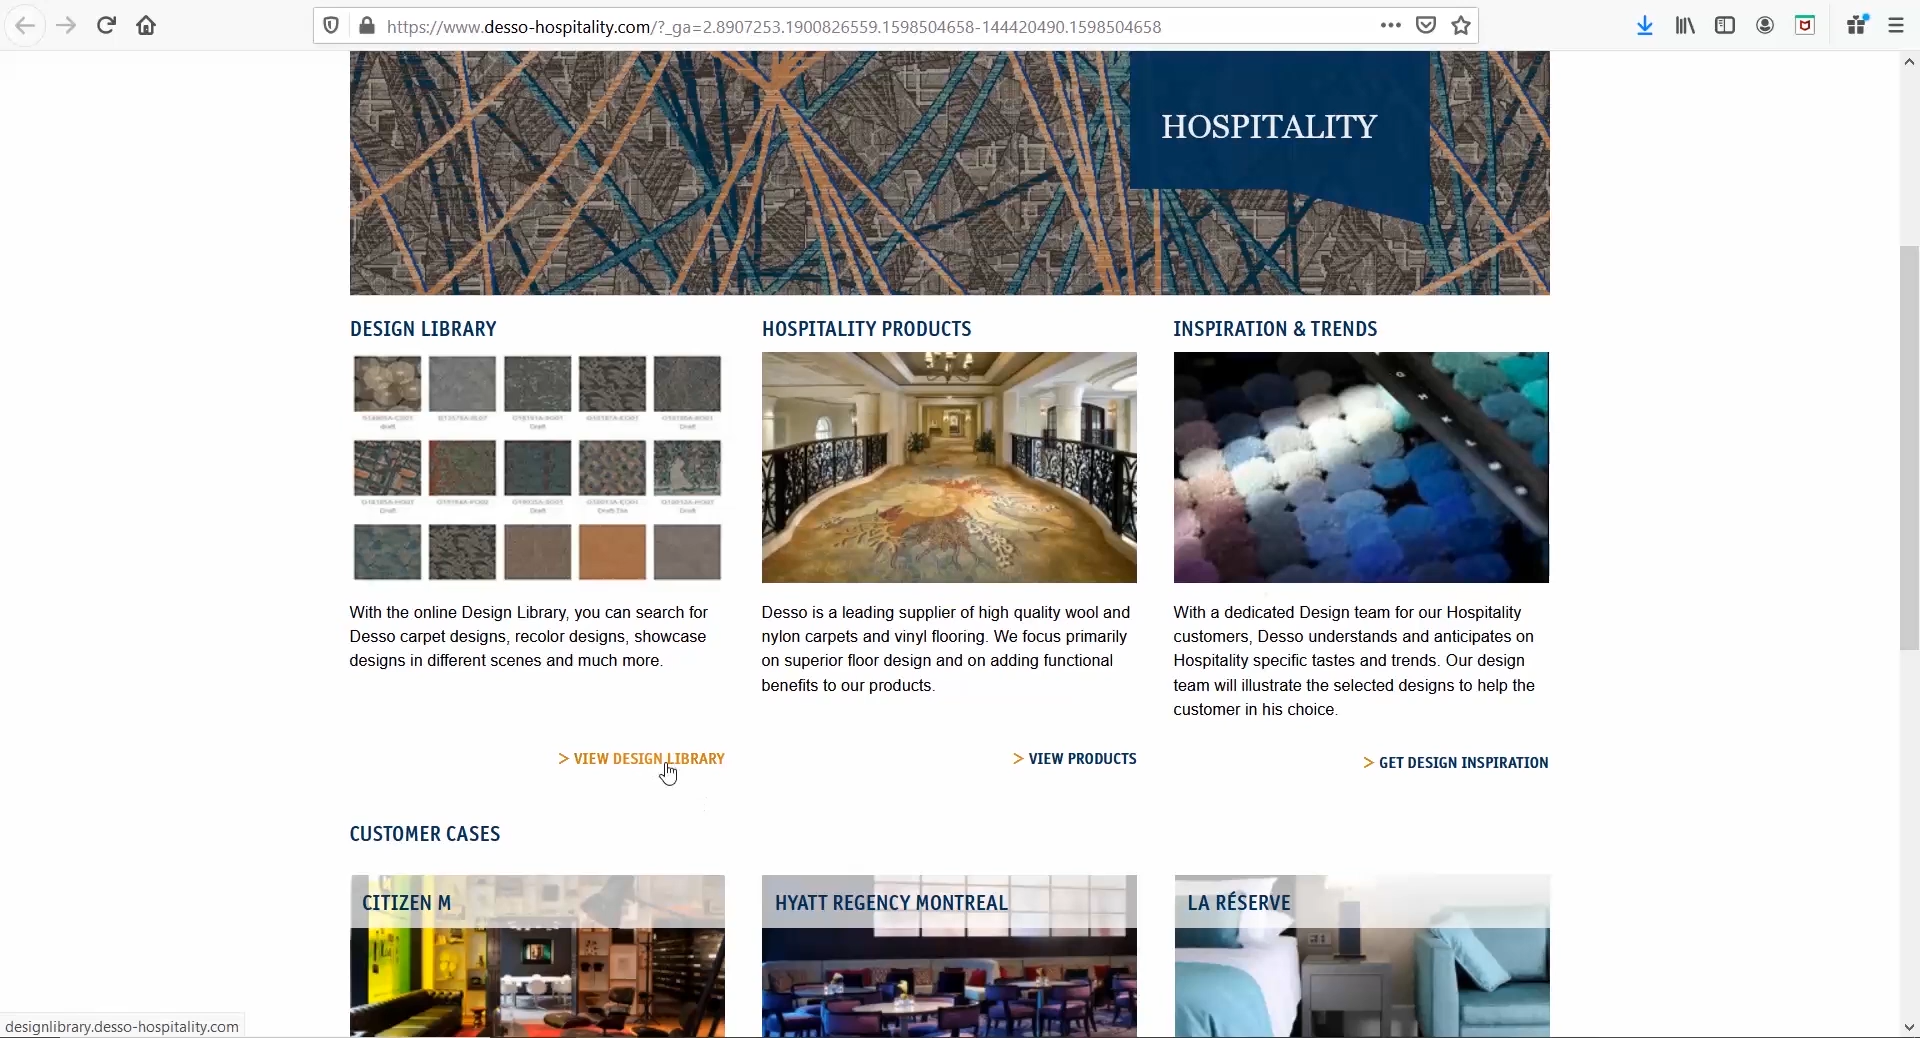 https://www.desso-hospitality.com/?_ga=2.8907253.1900826559.1598504658-144420490.1598504658
HOSPITALITY
DESIGN LIBRARY
With the online Design Library, you can search for
Desso carpet designs, recolor designs, showcase
designs in different scenes and much more.
> VIEW DESIGN LIBRARY
HOSPITALITY PRODUCTS
Desso is a leading supplier of high quality wool and
nylon carpets and vinyl flooring. We focus primarily
on superior floor design and on adding functional
benefits to our products.
> VIEW PRODUCTS
INSPIRATION & TRENDS
With a dedicated Design team for our Hospitality
customers, Desso understands and anticipates on
Hospitality specific tastes and trends. Our design
team will illustrate the selected designs to help the
customer in his choice.
> GET DESIGN INSPIRATION
CUSTOMER CASES
CITIZEN M
HYATT REGENCY MONTREAL
LA RÉSERVE
designlibrary.desso-hospitality.com